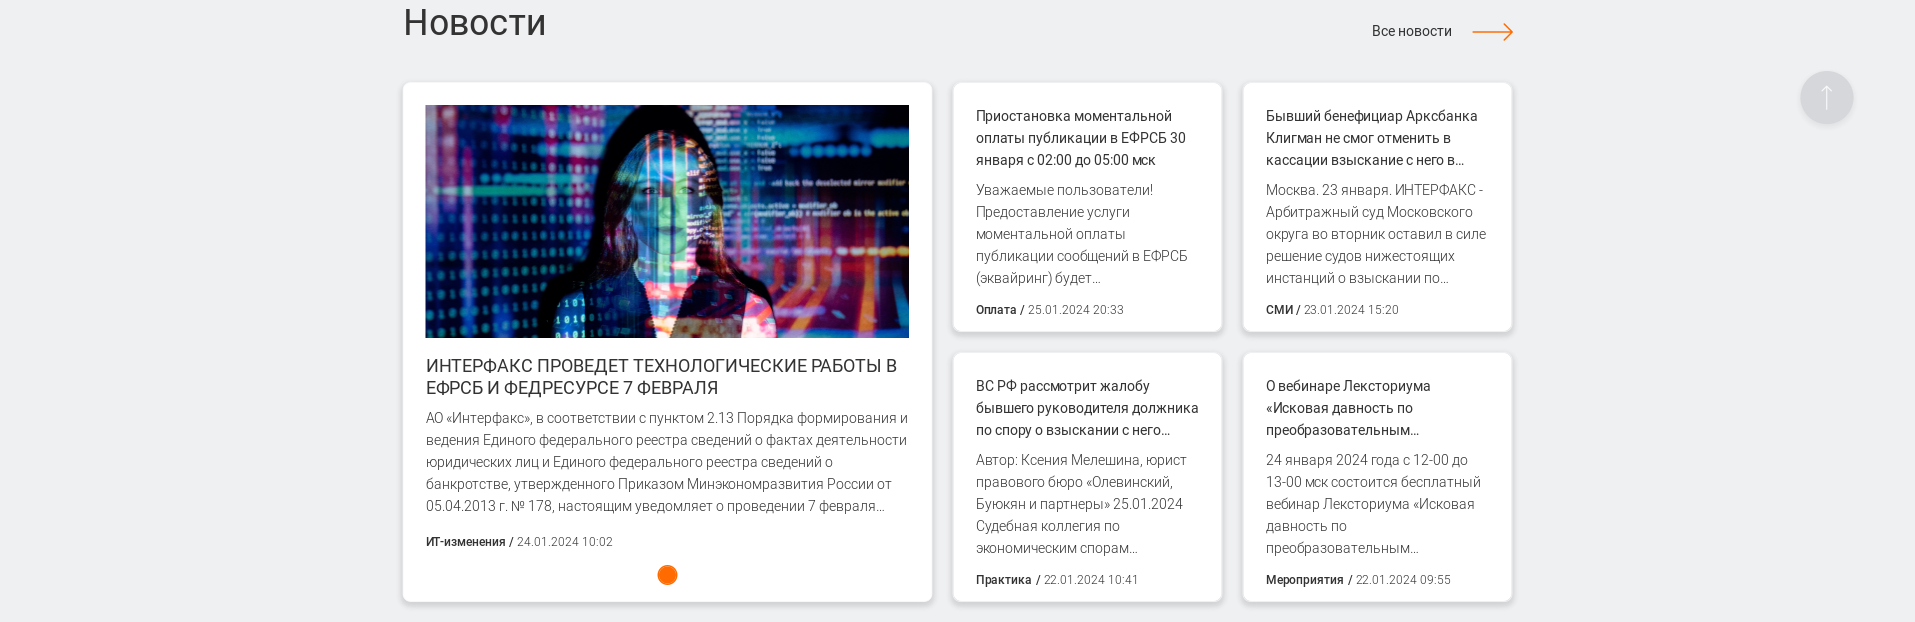 Новости
Все новости
ИНТЕРФАКС ПРОВЕДЕТ ТЕХНОЛОГИЧЕСКИЕ РАБОТЫ В
ЕФРСБ И ФЕДРЕСУРСЕ 7 ФЕВРАЛЯ
АО «Интерфакс», в соответствии с пунктом 2.13 Порядка формирования и
ведения Единого федерального реестра сведений о фактах деятельности
юридических лиц и Единого федерального реестра сведений о
банкротстве, утвержденного Приказом Минэкономразвития России от
05.04.2013 г. № 178, настоящим уведомляет о проведении 7 февраля...
ИТ-изменения / 24.01.2024 10:02
Приостановка моментальной
оплаты публикации в ЕФРСБ 30
января с 02:00 до 05:00 мск
Уважаемые пользователи!
Предоставление услуги
моментальной оплаты
публикации сообщений в ЕФРСБ
(эквайринг) будет...
Оплата / 25.01.2024 20:33
Бывший бенефициар Арксбанка
Клигман не смог отменить в
кассации взыскание с него в...
Москва. 23 января. ИНТЕРФАКС -
Арбитражный суд Московского
округа во вторник оставил в силе
решение судов нижестоящих
инстанций о взыскании по...
СМИ / 23.01.2024 15:20
ВС РФ рассмотрит жалобу
бывшего руководителя должника
по спору о взыскании с него...
Автор: Ксения Мелешина, юрист
правового бюро «Олевинский,
Буюкян и партнеры» 25.01.2024
Судебная коллегия по
экономическим спорам...
Практика / 22.01.2024 10:41
О вебинаре Лексториума
«Исковая давность по
преобразовательным...
24 января 2024 года с 12-00 до
13-00 мск состоится бесплатный
вебинар Лексториума «Исковая
давность по
преобразовательным...
Мероприятия / 22.01.2024 09:55